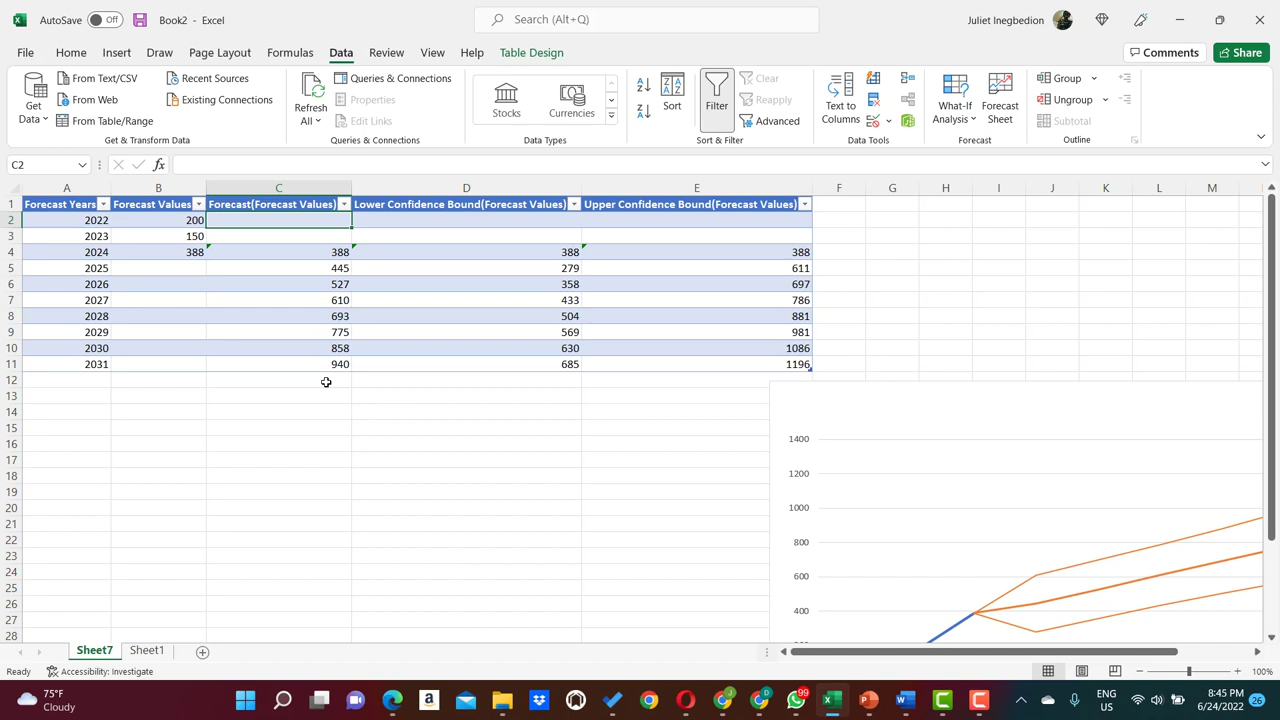 AutoSave Off Book2 - Excel Search (Alt+Q) Juliet Inegbedion
File Home Insert Draw Page Layout Formulas Data Review View Help Table Design Comments Share
Get Data
From Text/CSV
From Web
From Table/Range
Recent Sources
Existing Connections
Get & Transform Data
Refresh All
Queries & Connections
Properties
Edit Links
Queries & Connections
Stocks Currencies
Data Types
Sort
Filter
Clear
Reapply
Advanced
Sort & Filter
Text to Columns
Data Tools
What-If Analysis
Forecast Sheet
Forecast
Group
Ungroup
Subtotal
Outline
C2 fx
A B C D E F G H I J K L M
1 Forecast Years Forecast Values Forecast(Forecast Values) Lower Confidence Bound(Forecast Values) Upper Confidence Bound(Forecast Values)
2 2022 200
3 2023 150
4 2024 388 388 388 388
5 2025 445 279 611
6 2026 527 358 697
7 2027 610 433 786
8 2028 693 504 881
9 2029 775 569 981
10 2030 858 630 1086
11 2031 940 685 1196
12
13
14
15
16
17
18
19
20
21
22
23
24
25
26
27
28
1400
1200
1000
800
600
400
Sheet7 Sheet1
Ready Accessibility: Investigate 100%
75°F
Cloudy
99
ENG
US
8:45 PM
6/24/2022
26